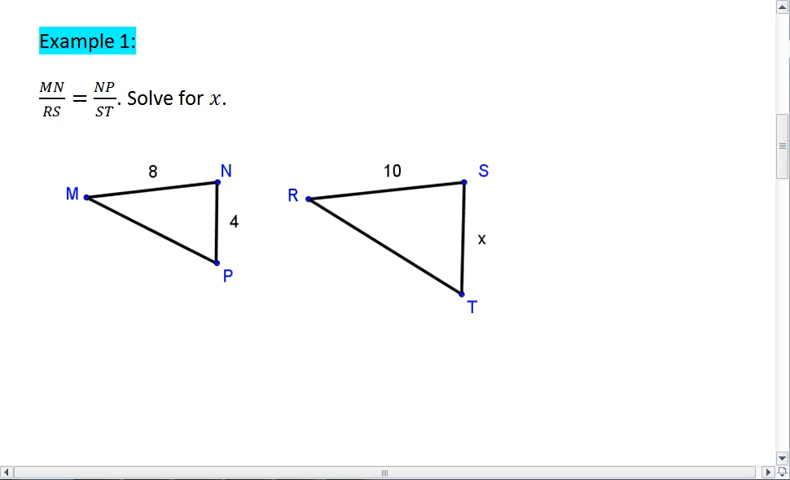 Example 1:
MN/RS = NP/ST. Solve for x.
8
N
M
4
P
10
S
R
x
T